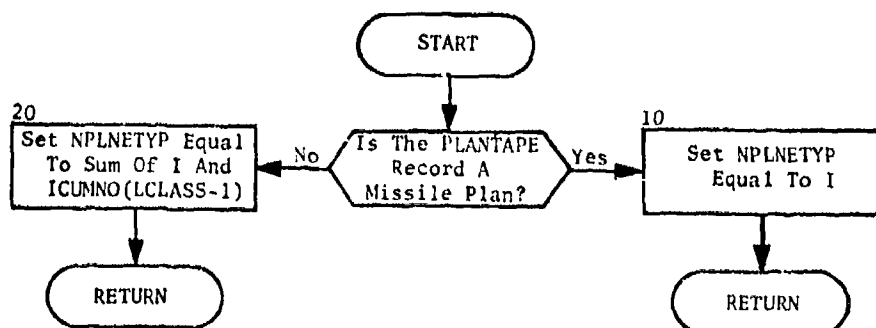 START
20
Set NPLNETYP Equal
To Sum Of I And
ICUMNO(LCLASS-1)
No
Is The PLANTAPE
Record A
Missile Plan?
Yes
10
Set NPLNETYP
Equal To I
RETURN
RETURN